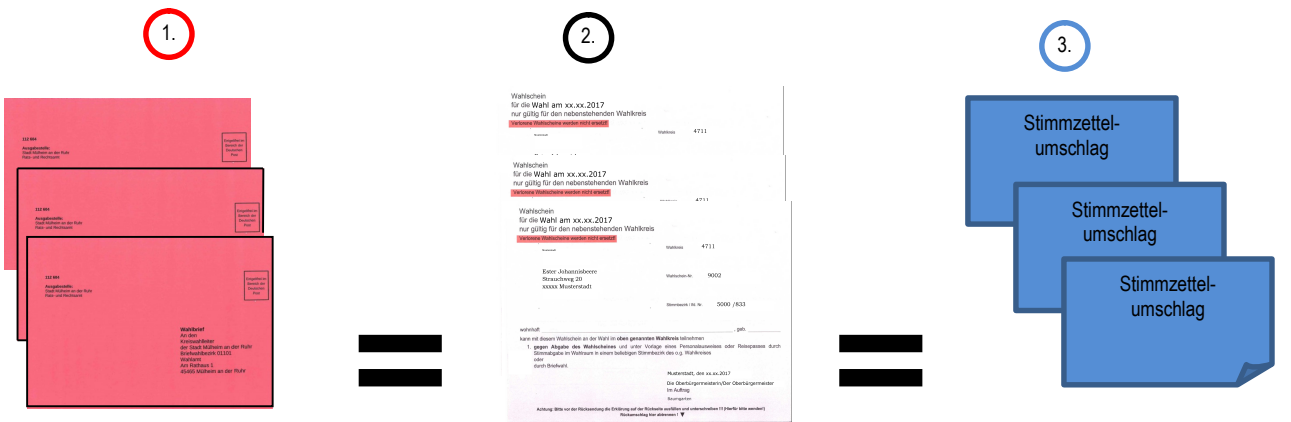 1.
2.
3.
112 004
Ausgabestelle:
Stadt Mülheim an der Ruhr
Rats- und Rechtsamt
112 004
Ausgabestelle:
Stadt Mülheim an der Ruhr
Rats- und Rechtsamt
112 004
Ausgabestelle:
Stadt Mülheim an der Ruhr
Rats- und Rechtsamt
Wahlbrief
An den
Kreiswahlleiter
der Stadt Mülheim an der Ruhr
Briefwahlbezirk 01101
Wahlamt
Am Rathaus 1
45468 Mülheim an der Ruhr
Wahlschein
für die Wahl am xx.xx.2017
nur gültig für den nebenstehenden Wahlkreis
Verlorene Wahlscheine werden nicht ersetzt!
Wahlkreis 4711
Wahlschein
für die Wahl am xx.xx.2017
nur gültig für den nebenstehenden Wahlkreis
Verlorene Wahlscheine werden nicht ersetzt!
Wahlkreis 4711
Wahlschein
für die Wahl am xx.xx.2017
nur gültig für den nebenstehenden Wahlkreis
Verlorene Wahlscheine werden nicht ersetzt!
Wahlkreis 4711
Ester Johannisbeere
Strauchweg 20
xxxxx Musterstadt
Wahlschein-Nr. 9002
Stimmbezirk / lfd. Nr. 5000 /833
wohnhaft , geb.
kann mit diesem Wahlschein an der Wahl im oben genannten Wahlkreis teilnehmen
1. gegen Abgabe des Wahlscheines und unter Vorlage eines Personalausweises oder Reisepasses durch
Stimmabgabe im Wahlraum in einem beliebigen Stimmbezirk des o.g. Wahlkreises
oder
durch Briefwahl.
Musterstadt, den xx.xx.2017
Die Oberbürgermeisterin/Der Oberbürgermeister
Im Auftrag
Baumgarten
Achtung: Bitte vor der Rücksendung die Erklärung auf der Rückseite ausfüllen und unterschreiben !!! (Hierfür bitte wenden!)
Rückumschlag hier abtrennen ! ▼
Stimmzettel-
umschlag
Stimmzettel-
umschlag
Stimmzettel-
umschlag